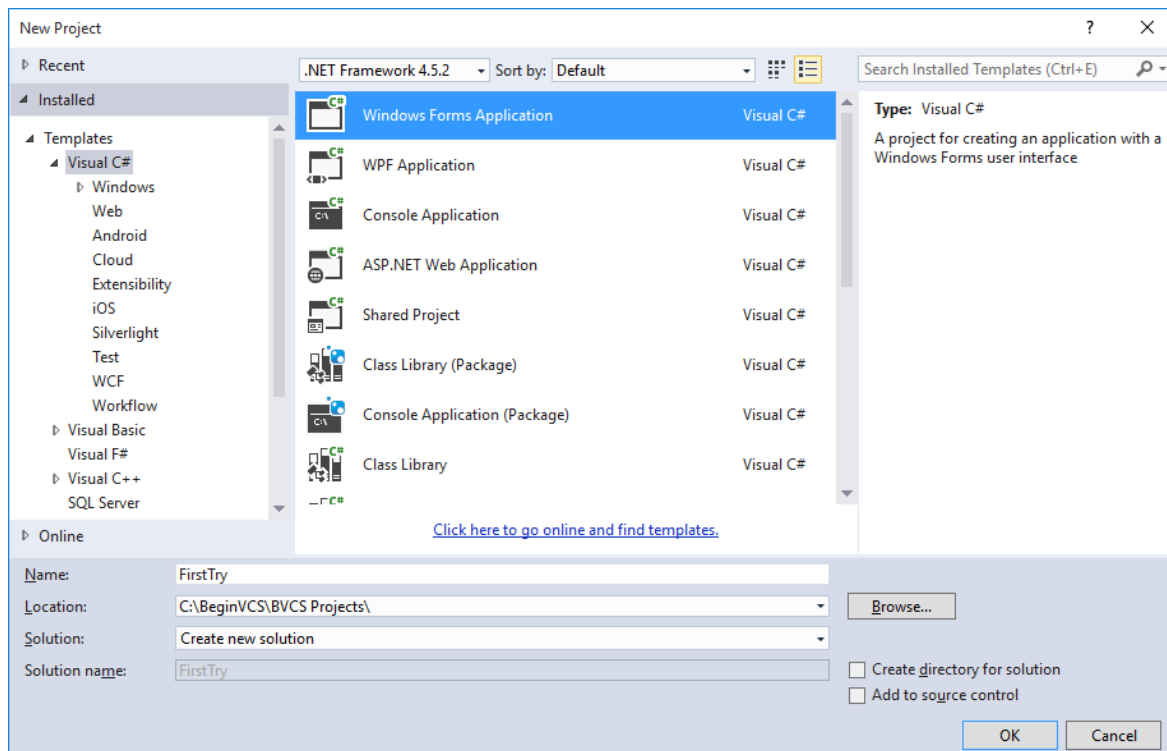 New Project
?
Recent
Installed
Templates
Visual C#
Windows
Web
Android
Cloud
Extensibility
iOS
Silverlight
Test
WCF
Workflow
Visual Basic
Visual F#
Visual C++
SQL Server
Online
.NET Framework 4.5.2 Sort by: Default
C# Windows Forms Application Visual C#
C# WPF Application Visual C#
C# C:\ Console Application Visual C#
C# ASP.NET Web Application Visual C#
C# Shared Project Visual C#
Class Library (Package) Visual C#
C:\ Console Application (Package) Visual C#
C# Class Library Visual C#
C#
Click here to go online and find templates.
Search Installed Templates (Ctrl+E)
Type: Visual C#
A project for creating an application with a
Windows Forms user interface
Name: FirstTry
Location: C:\BeginVCS\BVCS Projects\ Browse...
Solution: Create new solution
Solution name: FirstTry
Create directory for solution
Add to source control
OK Cancel